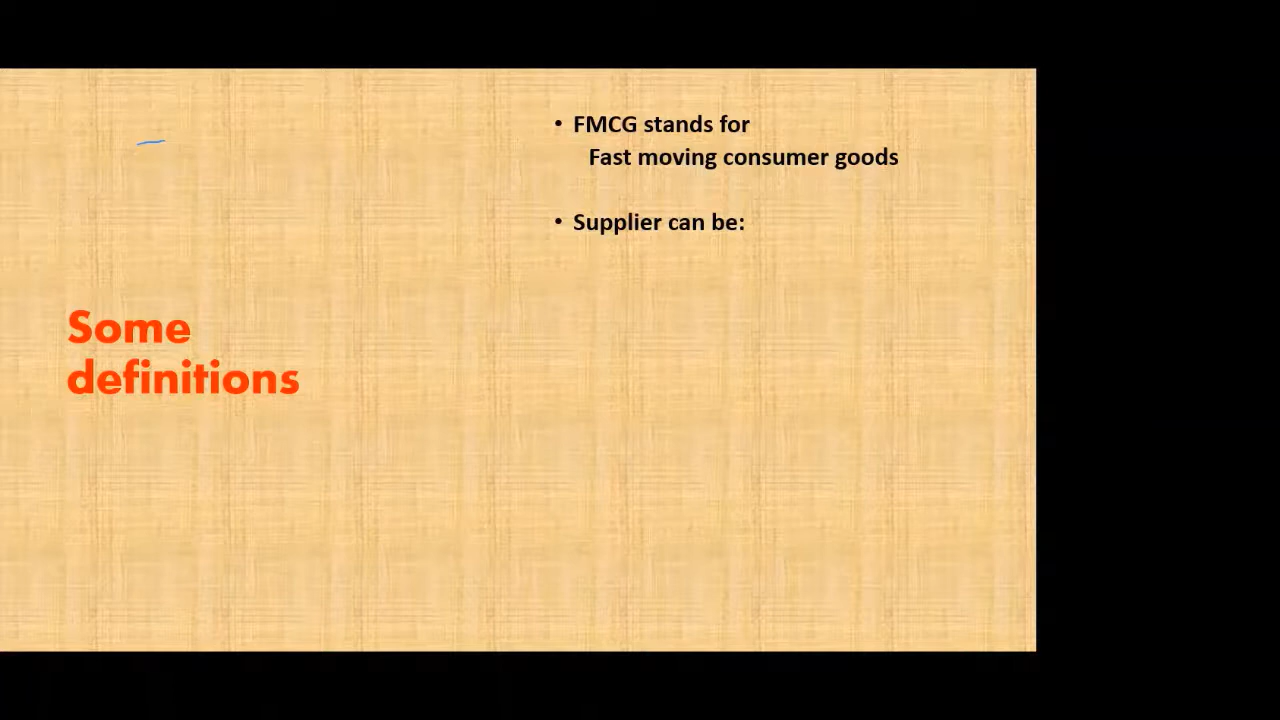 Some
definitions
• FMCG stands for
Fast moving consumer goods
• Supplier can be: